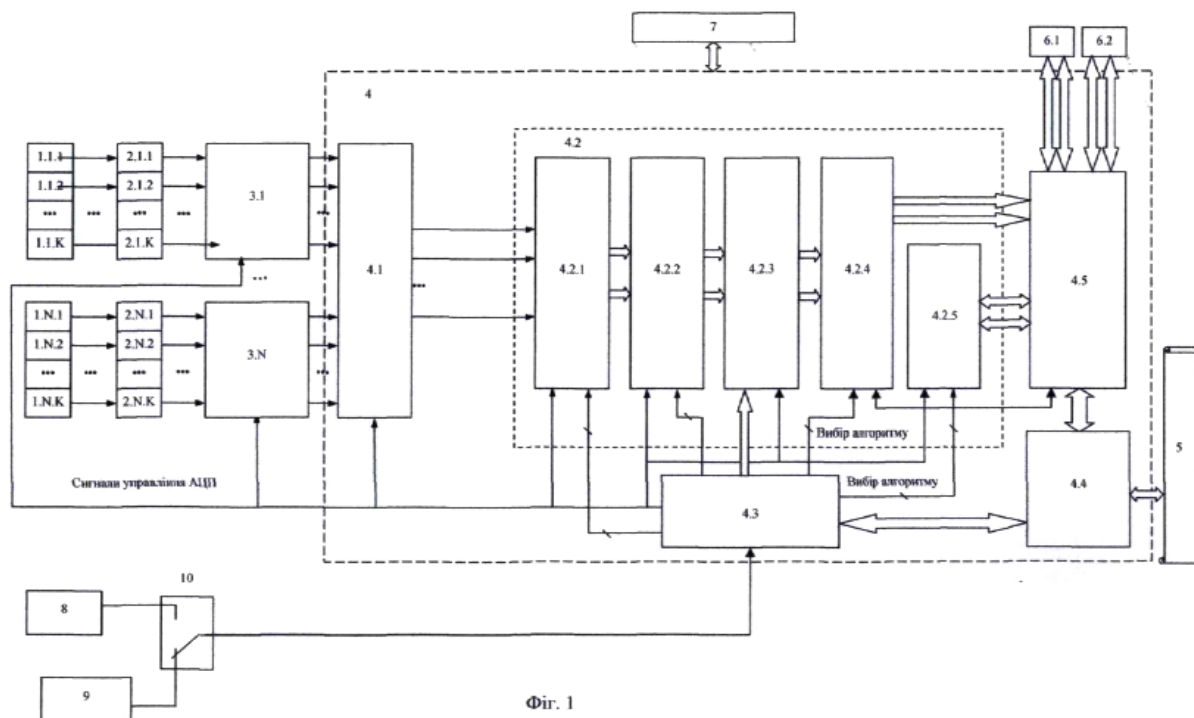 7
6.1
6.2
4
4.2
1.1.1
2.1.1
1.1.2
2.1.2
3.1
...
...
...
...
...
1.1.K
2.1.K
...
4.1
...
4.2.1
4.2.2
4.2.3
4.2.4
4.2.5
4.5
1.N.1
2.N.1
1.N.2
2.N.2
3.N
...
...
...
...
...
1.N.K
2.N.K
Вибір алгоритму
Сигнали управління АЦП
Вибір алгоритму
4.3
4.4
5
10
8
9
Фіг. 1